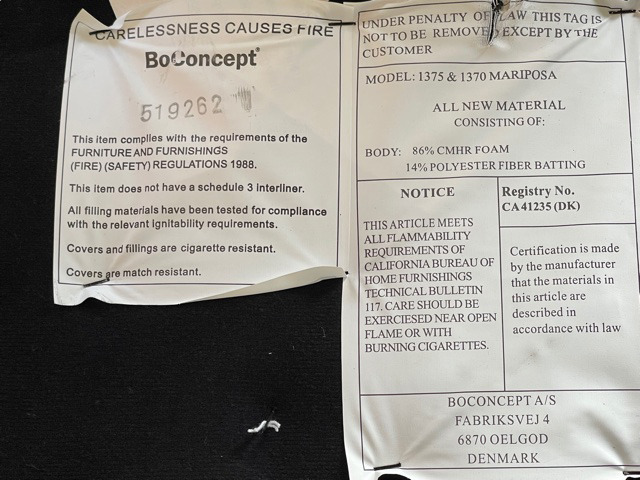 CARELESSNESS CAUSES FIRE
BoConcept®
519262
This item complies with the requirements of the
FURNITURE AND FURNISHINGS
(FIRE) (SAFETY) REGULATIONS 1988.
This item does not have a schedule 3 interliner.
All filling materials have been tested for compliance
with the relevant ignitability requirements.
Covers and fillings are cigarette resistant.
Covers are match resistant.
UNDER PENALTY OF LAW THIS TAG IS
NOT TO BE REMOVED EXCEPT BY THE
CUSTOMER
MODEL: 1375 & 1370 MARIPOSA
ALL NEW MATERIAL
CONSISTING OF:
BODY: 86% CMHR FOAM
14% POLYESTER FIBER BATTING
NOTICE
THIS ARTICLE MEETS
ALL FLAMMABILITY
REQUIREMENTS OF
CALIFORNIA BUREAU OF
HOME FURNISHINGS
TECHNICAL BULLETIN
117. CARE SHOULD BE
EXERCIESED NEAR OPEN
FLAME OR WITH
BURNING CIGARETTES.
Registry No.
CA 41235 (DK)
Certification is made
by the manufacturer
that the materials in
this article are
described in
accordance with law
BOCONCEPT A/S
FABRIKSVEJ 4
6870 OELGOD
DENMARK